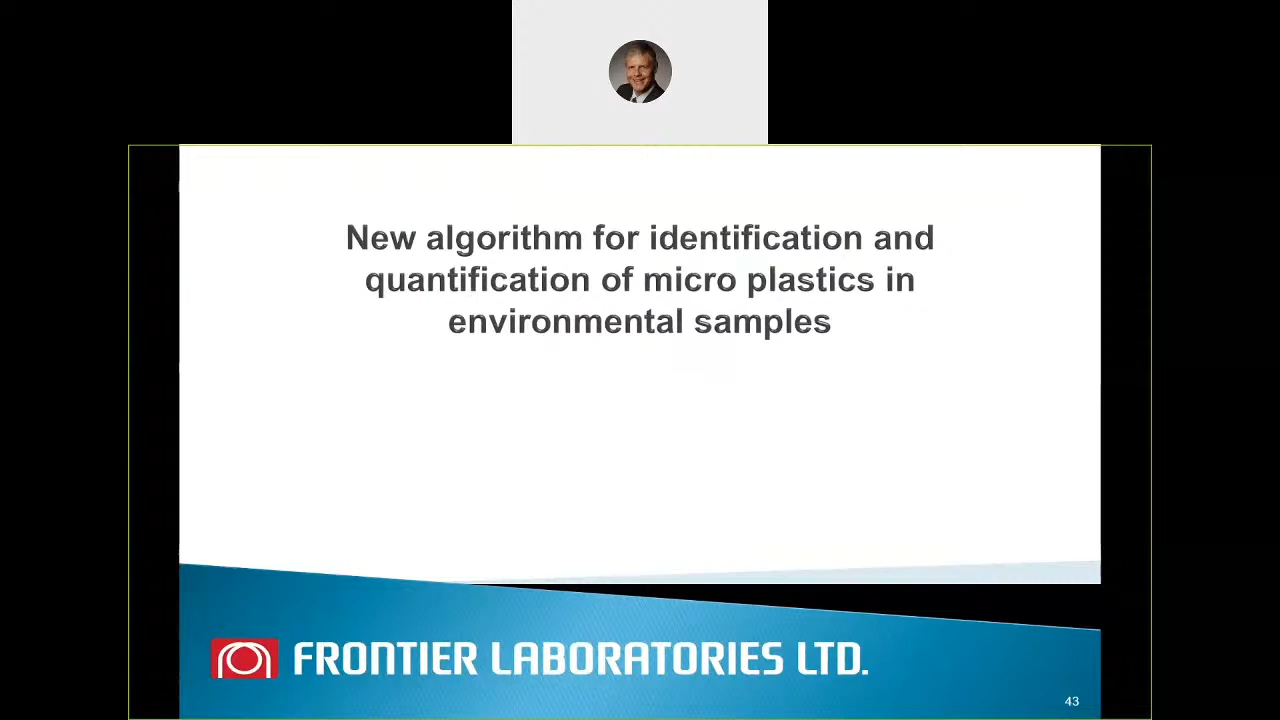 New algorithm for identification and
quantification of micro plastics in
environmental samples
FRONTIER LABORATORIES LTD.
43